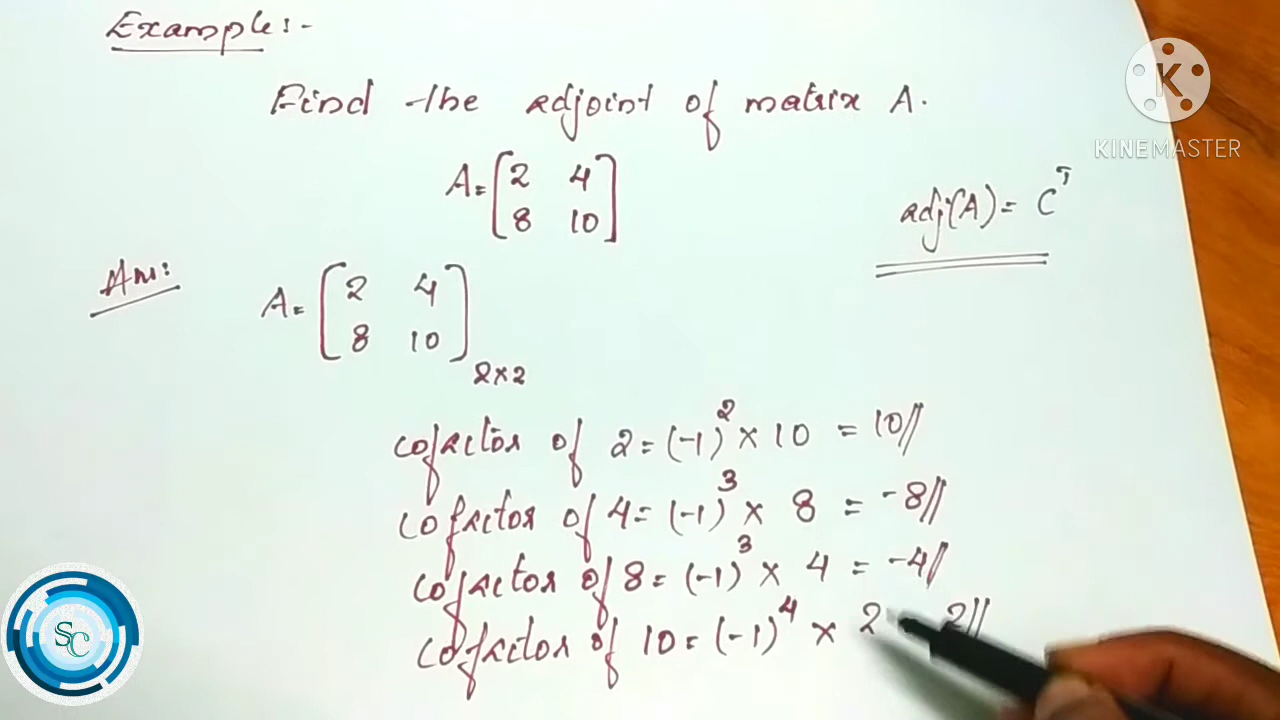 Example:-
Find the adjoint of matrix A.
A= [2 4
8 10]
adj(A) = C^T
Ans:
A= [2 4
8 10] 2×2
cofactor of 2 = (-1)^2 × 10 = 10//
cofactor of 4 = (-1)^3 × 8 = -8//
cofactor of 8 = (-1)^3 × 4 = -4//
cofactor of 10 = (-1)^4 × 2 2//
K
KINEMASTER
SC